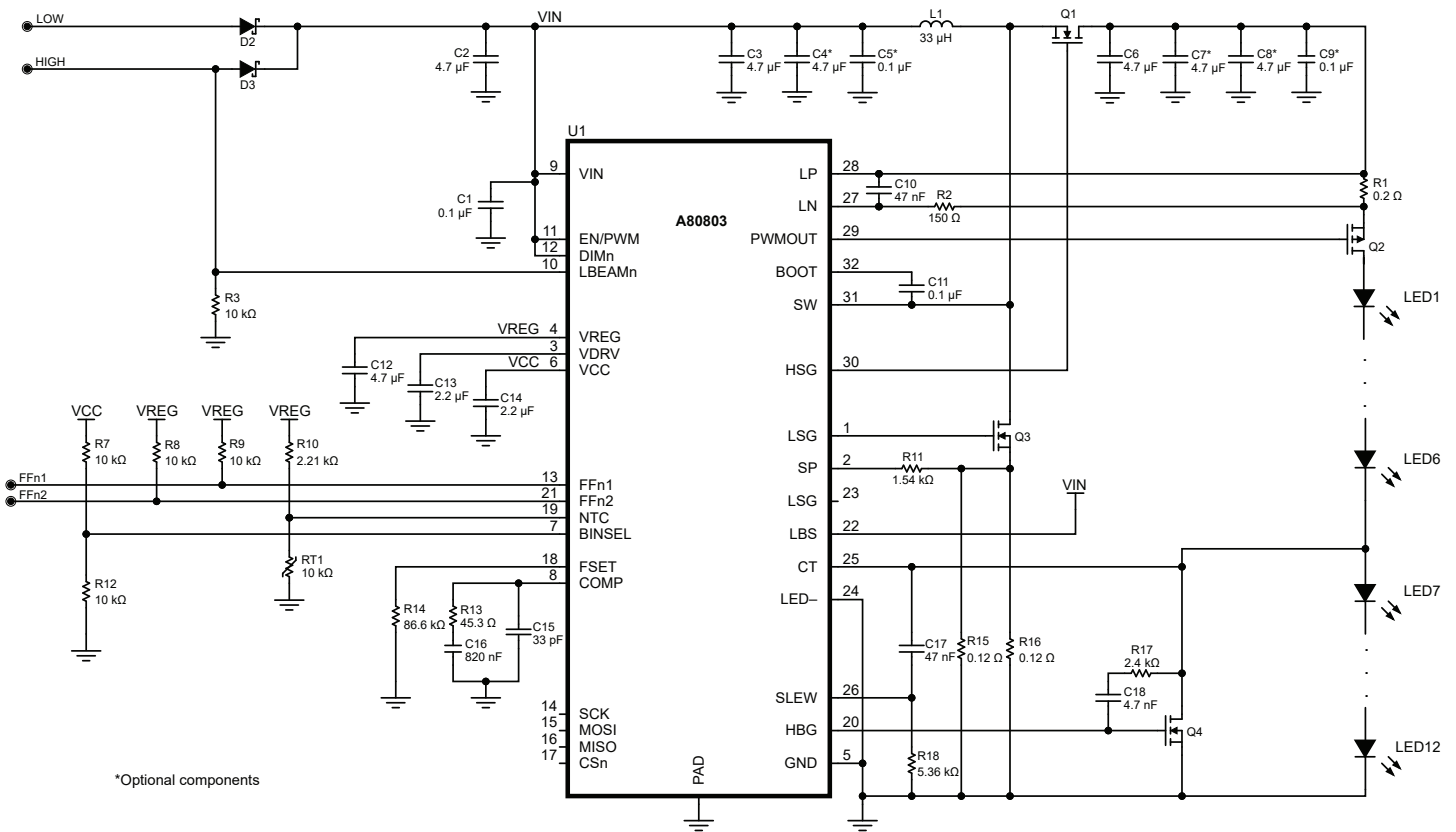 LOW
D2
HIGH
D3
VIN
C2
4.7 µF
C3
4.7 µF
C4*
4.7 µF
C5*
0.1 µF
L1
33 µH
Q1
C6
4.7 µF
C7*
4.7 µF
C8*
4.7 µF
C9*
0.1 µF
U1
A80803
9 VIN
C1
0.1 µF
11 EN/PWM
12 DIMn
10 LBEAMn
R3
10 kΩ
VREG 4 VREG
3 VDRV
VCC 6 VCC
C12
4.7 µF
C13
2.2 µF
C14
2.2 µF
VCC
VREG
VREG
VREG
R7
10 kΩ
R8
10 kΩ
R9
10 kΩ
R10
2.21 kΩ
FFn1
FFn2
13 FFn1
21 FFn2
19 NTC
7 BINSEL
RT1
10 kΩ
R12
10 kΩ
18 FSET
8 COMP
R14
86.6 kΩ
R13
45.3 Ω
C16
820 nF
C15
33 pF
14 SCK
15 MOSI
16 MISO
17 CSn
PAD
*Optional components
LP 28
C10
47 nF
LN 27
R2
150 Ω
R1
0.2 Ω
PWMOUT 29
Q2
BOOT 32
C11
0.1 µF
SW 31
LED1
HSG 30
LSG 1
Q3
SP 2
R11
1.54 kΩ
LSG 23
VIN
LBS 22
LED6
CT 25
LED– 24
LED7
C17
47 nF
R15
0.12 Ω
R16
0.12 Ω
R17
2.4 kΩ
C18
4.7 nF
SLEW 26
HBG 20
Q4
R18
5.36 kΩ
GND 5
LED12